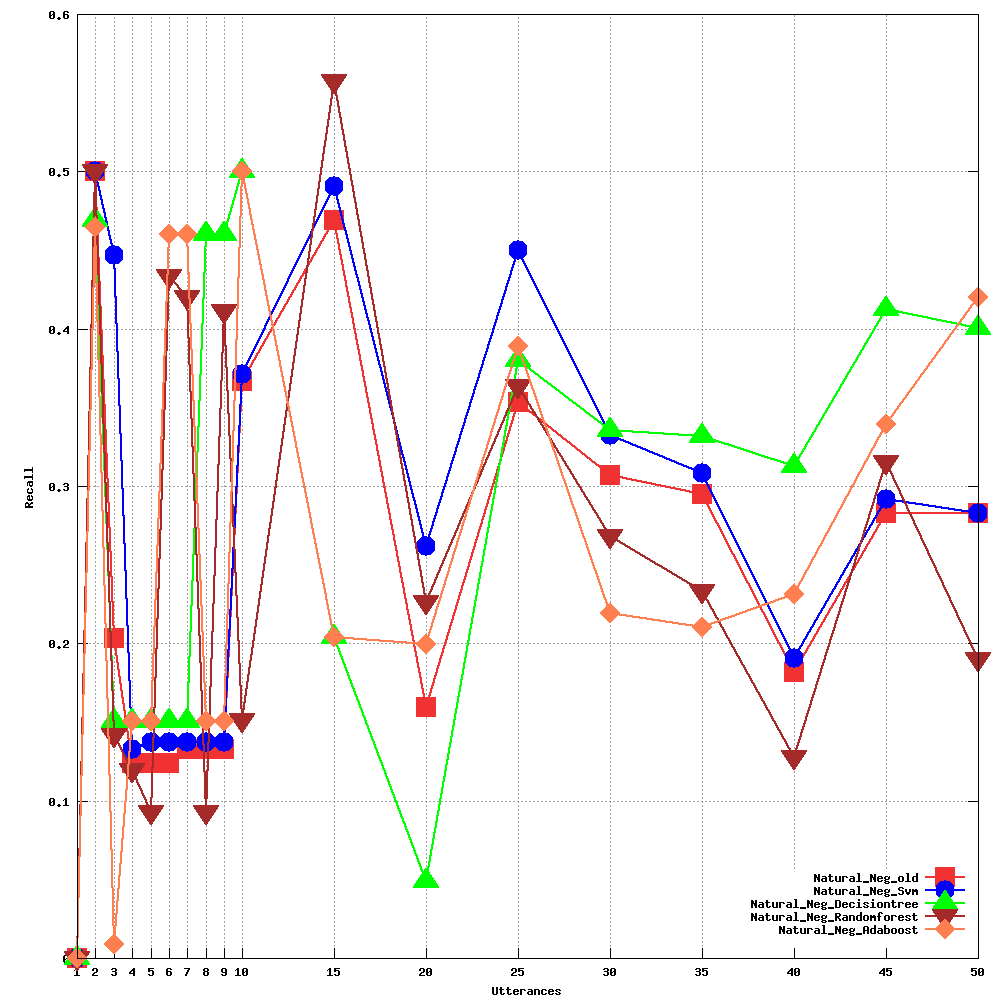 0.6
0.5
0.4
0.3
0.2
0.1
0
Recall
1 2 3 4 5 6 7 8 9 10 15 20 25 30 35 40 45 50
Utterances
Natural_Neg_old
Natural_Neg_Svm
Natural_Neg_Decisiontree
Natural_Neg_Randomforest
Natural_Neg_Adaboost